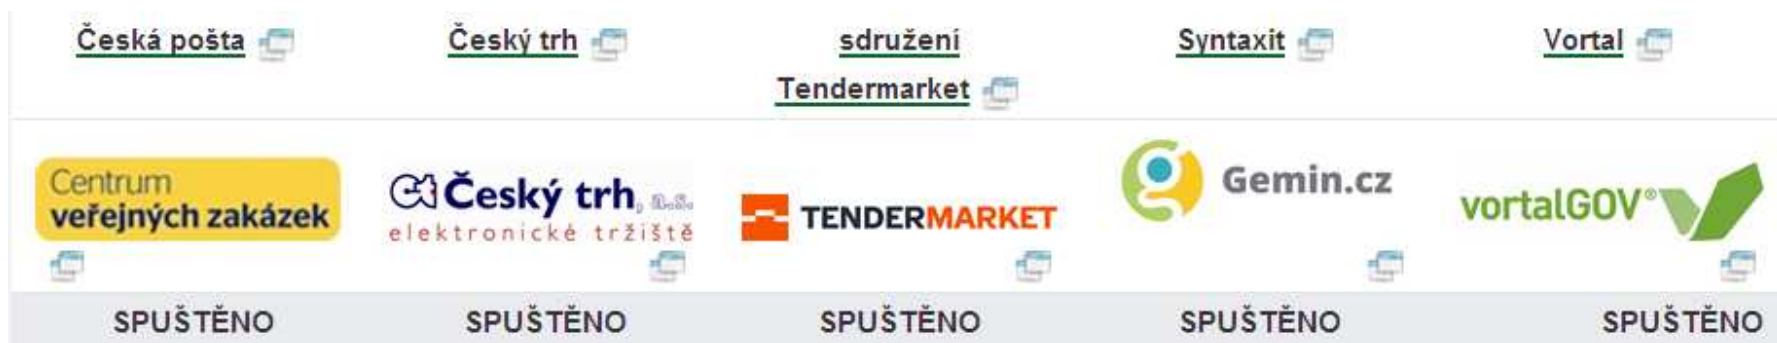 Česká pošta
Český trh
sdružení
Tendermarket
Syntaxit
Vortal
Centrum
veřejných zakázek
Český trh, a.s.
elektronické tržiště
TENDERMARKET
Gemin.cz
vortalGOV®
SPUŠTĚNO SPUŠTĚNO SPUŠTĚNO SPUŠTĚNO SPUŠTĚNO